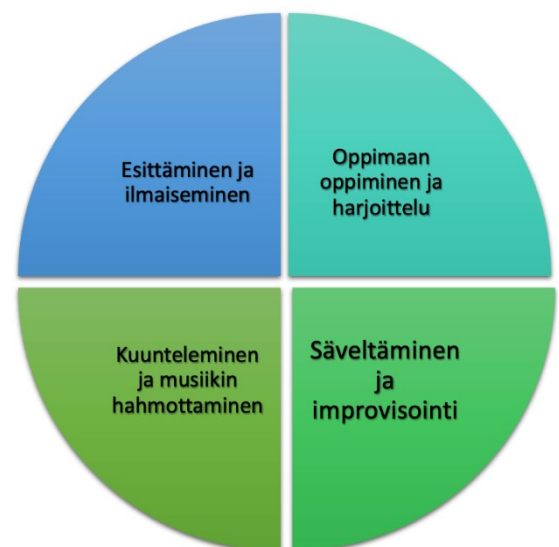 Esittäminen ja
ilmaiseminen
Oppimaan
oppiminen ja
harjoittelu
Kuunteleminen
ja musiikin
hahmottaminen
Säveltäminen
ja
improvisointi